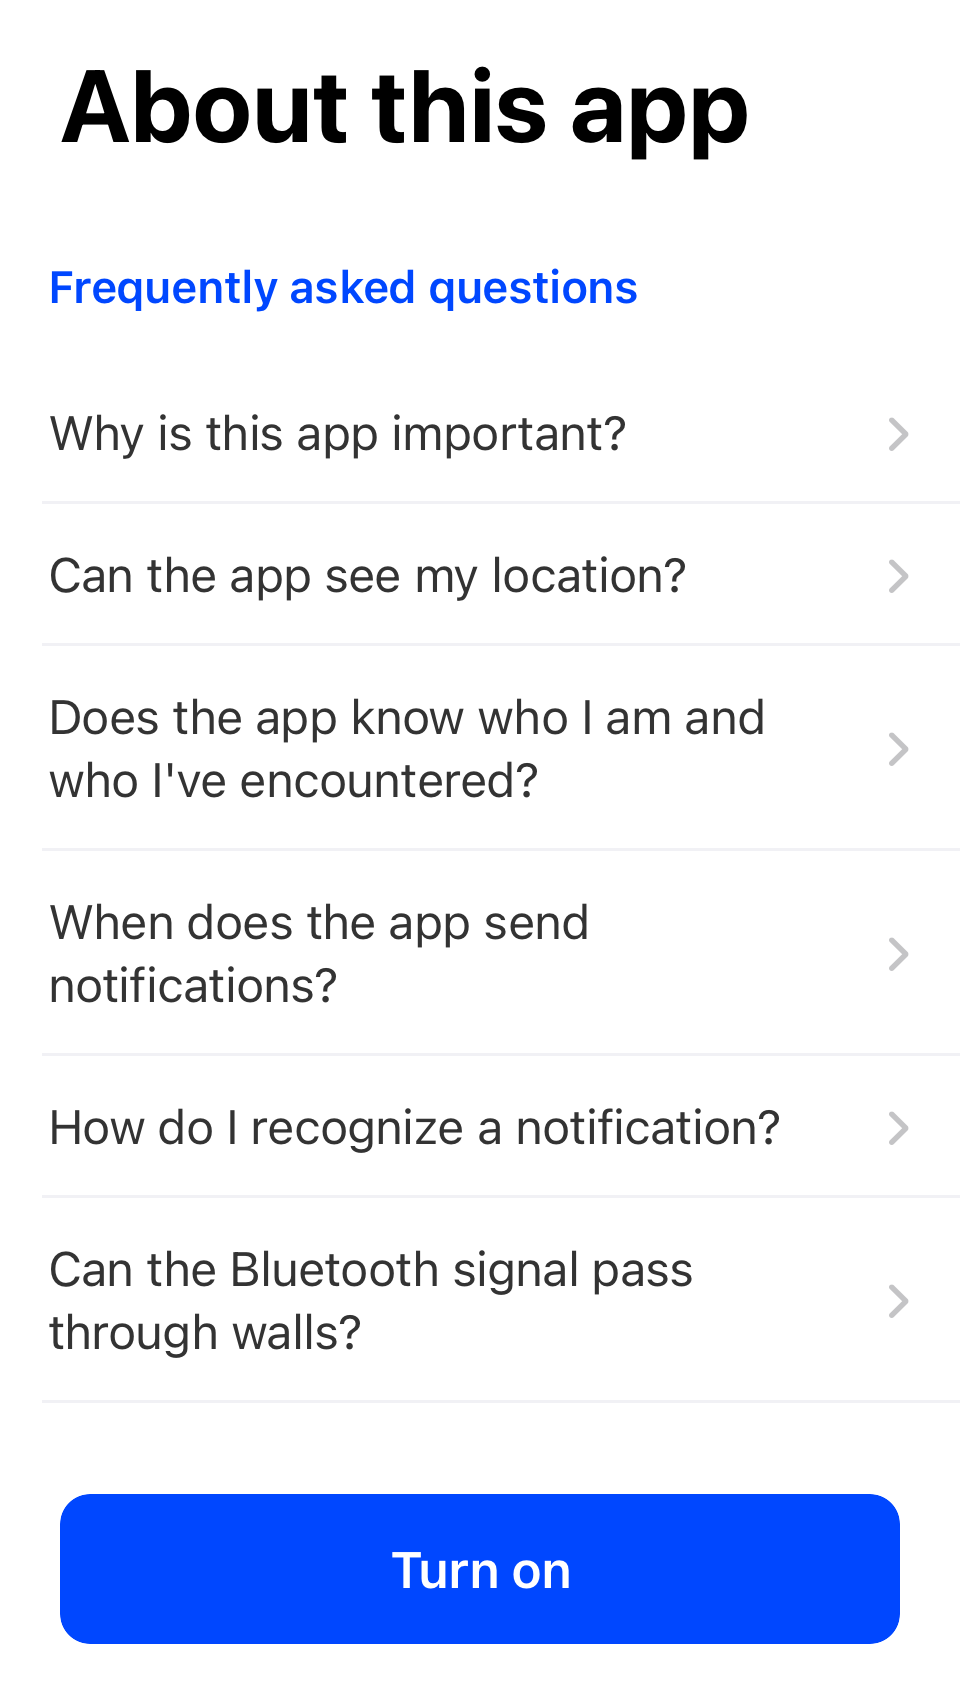 About this app
Frequently asked questions
Why is this app important?
Can the app see my location?
Does the app know who I am and
who I've encountered?
When does the app send
notifications?
How do I recognize a notification?
Can the Bluetooth signal pass
through walls?
Turn on